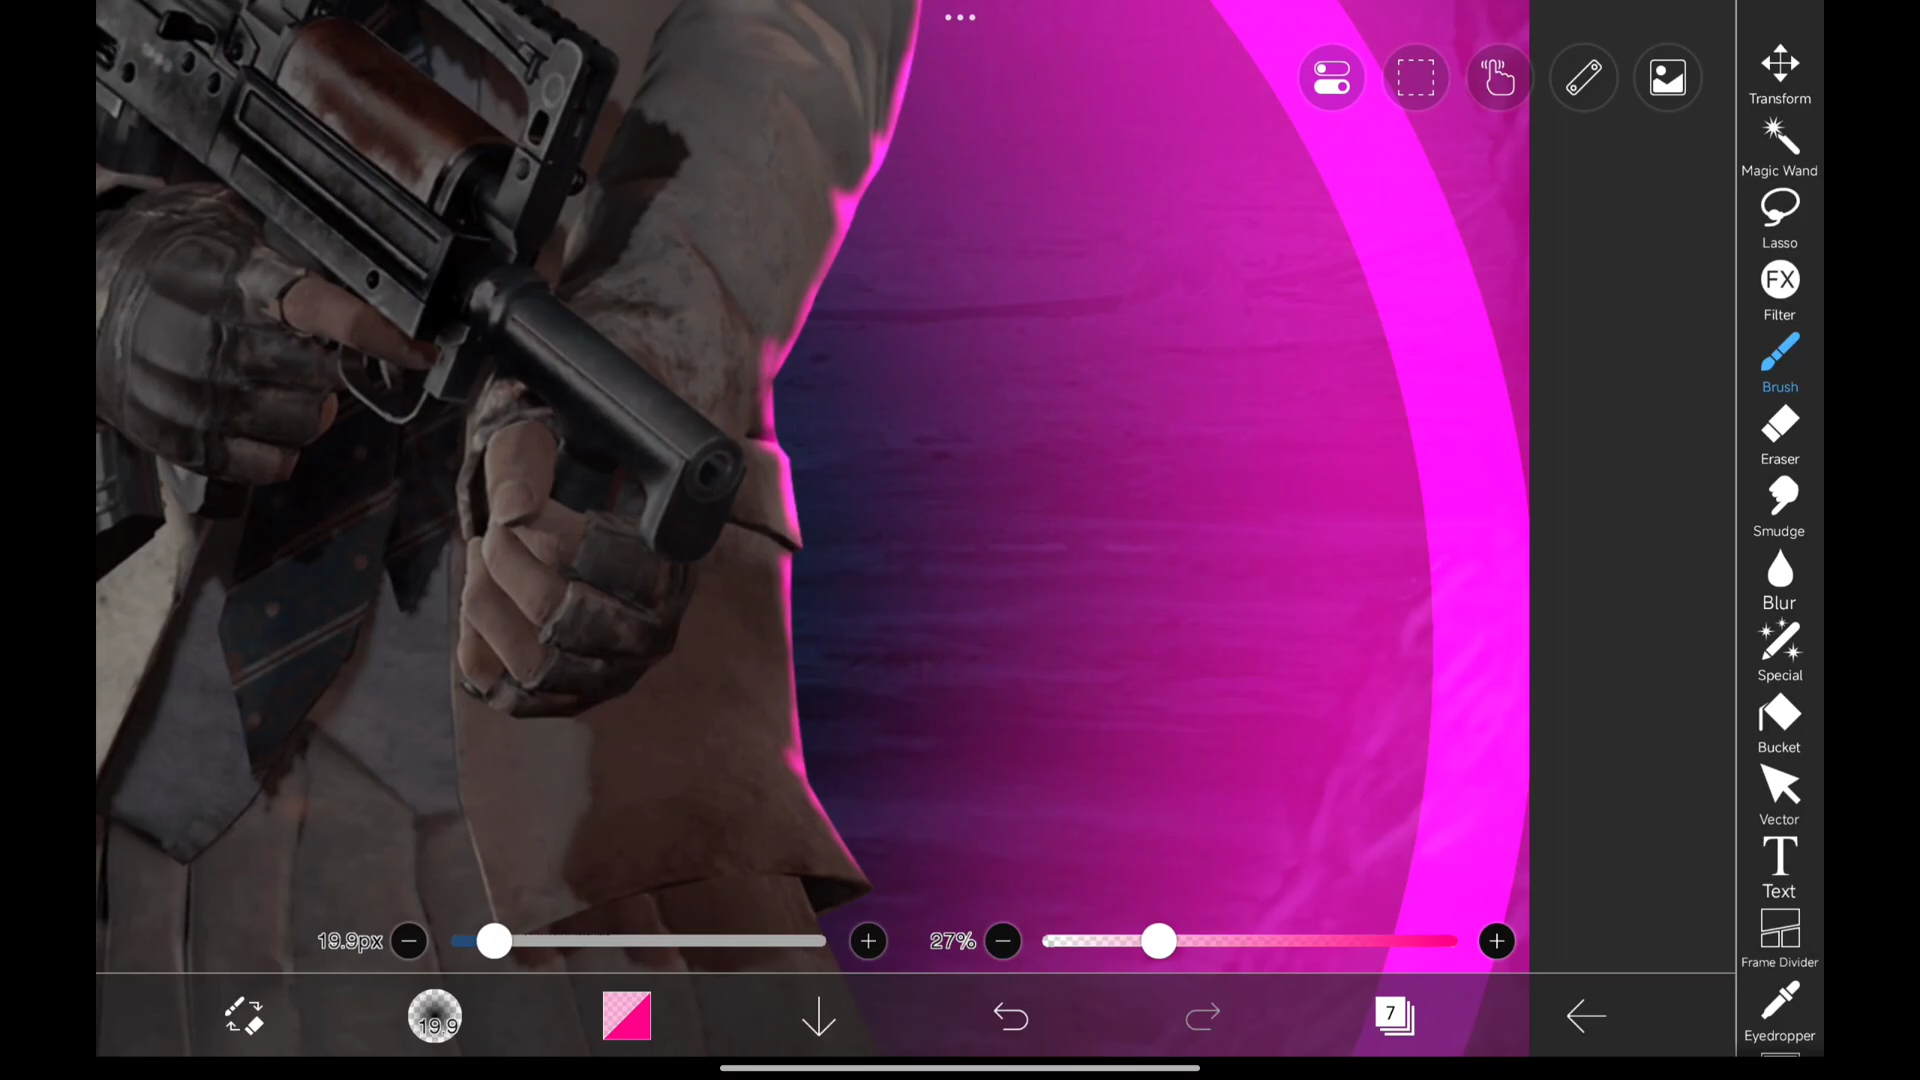 Transform
Magic Wand
Lasso
FX
Filter
Brush
Eraser
Smudge
Blur
Special
Bucket
Vector
T
Text
Frame Divider
Eyedropper
19.9px
27%
19.9
7